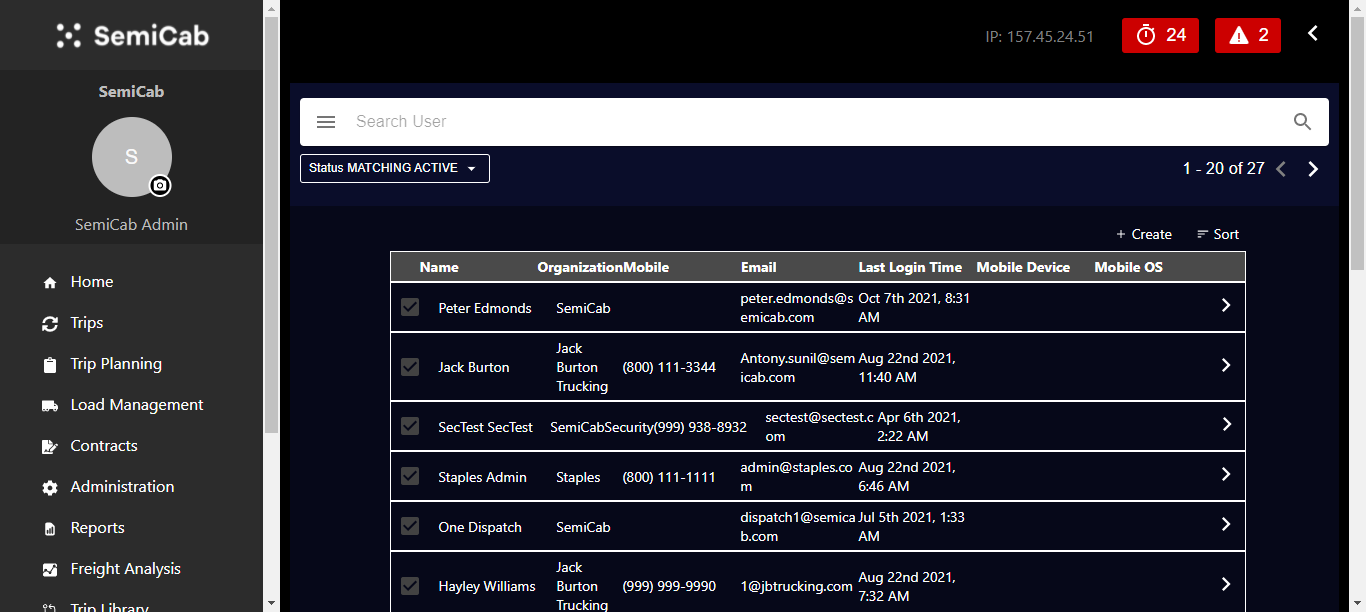 SemiCab
SemiCab
S
SemiCab Admin
Home
Trips
Trip Planning
Load Management
Contracts
Administration
Reports
Freight Analysis
Trip Library
IP: 157.45.24.51
24
2
Search User
Status MATCHING ACTIVE
1 - 20 of 27
+ Create
Sort
Name Organization Mobile Email Last Login Time Mobile Device Mobile OS
Peter Edmonds SemiCab peter.edmonds@s Oct 7th 2021, 8:31
emicab.com AM
Jack
Jack Burton Burton (800) 111-3344 Antony.sunil@sem Aug 22nd 2021,
Trucking icab.com 11:40 AM
SecTest SecTest SemiCabSecurity (999) 938-8932 sectest@sectest.c Apr 6th 2021,
om 2:22 AM
Staples Admin Staples (800) 111-1111 admin@staples.co Aug 22nd 2021,
m 6:46 AM
One Dispatch SemiCab dispatch1@semica Jul 5th 2021, 1:33
b.com AM
Jack
Hayley Williams Burton (999) 999-9990 1@jbtrucking.com Aug 22nd 2021,
Trucking 7:32 AM